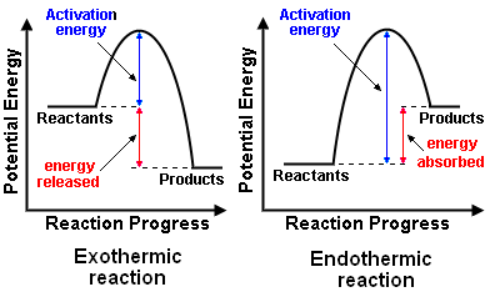 Activation
energy
Potential Energy
Reactants
energy
released
Products
Reaction Progress
Exothermic
reaction
Activation
energy
Potential Energy
Products
energy
absorbed
Reactants
Reaction Progress
Endothermic
reaction